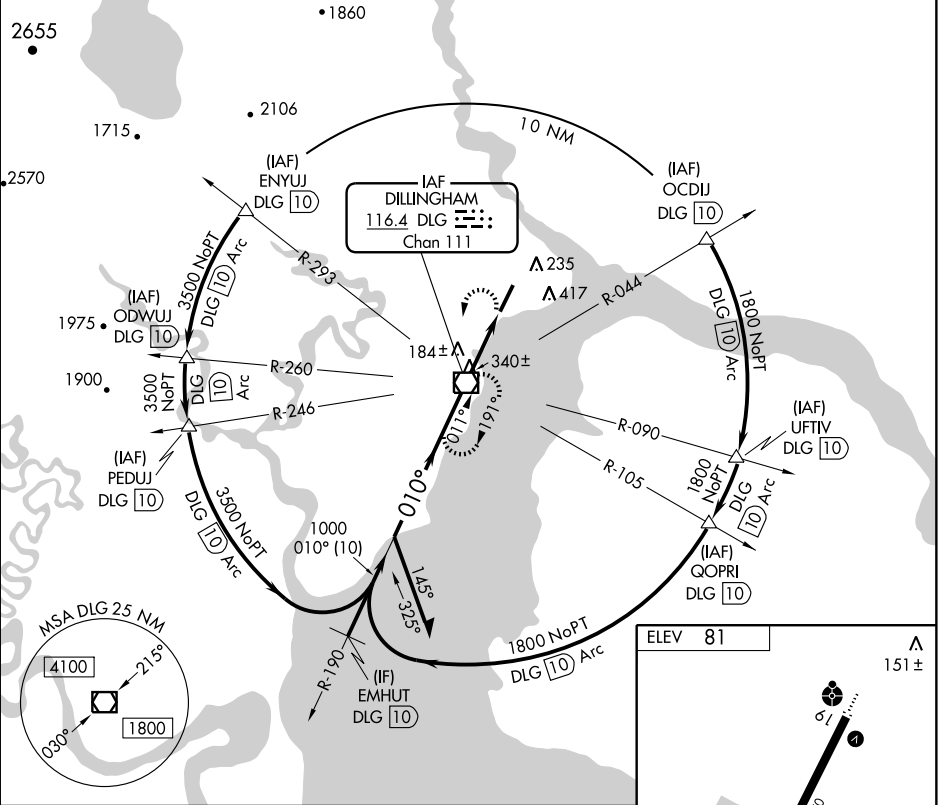 1860
2655
2106
1715
2570
10 NM
(IAF)
ENYUJ
DLG 10
IAF
DILLINGHAM
116.4 DLG
Chan 111
(IAF)
OCDIJ
DLG 10
R-293
3500 NoPT
DLG 10 Arc
235
417
R-044
1800 NoPT
DLG 10 Arc
(IAF)
ODWUJ
DLG 10
1975
184±
340±
R-260
1900
3500
NoPT
DLG 10 Arc
R-246
011°
191°
R-090
(IAF)
UFTIV
DLG 10
(IAF)
PEDUJ
DLG 10
R-105
1800
NoPT
DLG 10 Arc
3500 NoPT
DLG 10 Arc
010°
1000
010° (10)
145°
325°
(IAF)
QOPRI
DLG 10
1800 NoPT
DLG 10 Arc
R-190
(IF)
EMHUT
DLG 10
MSA DLG 25 NM
4100
215°
030°
1800
ELEV 81
151±
19
V